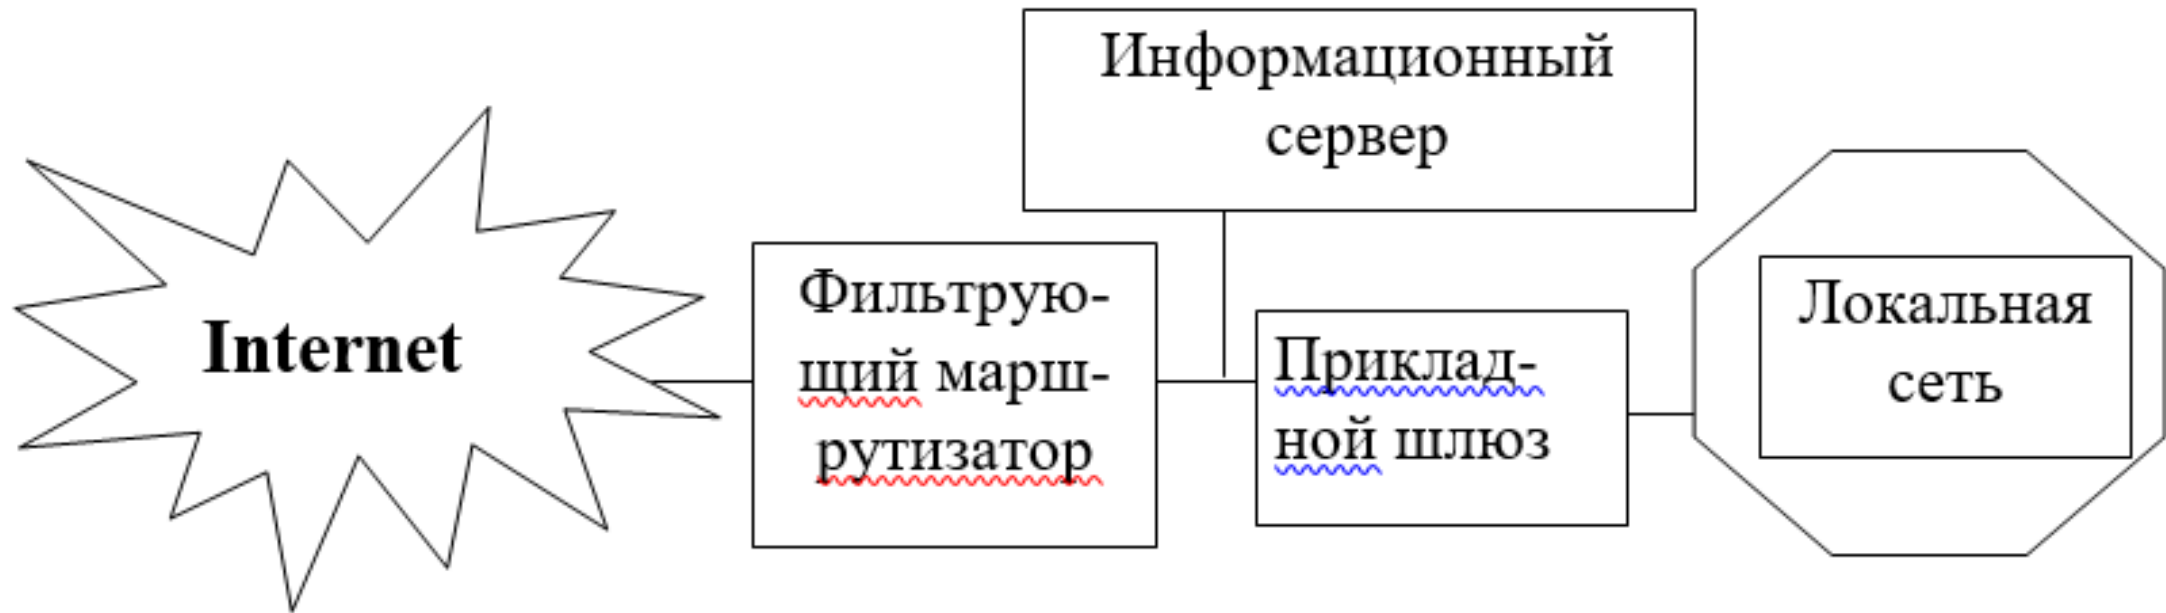 Информационный
сервер
Internet
Фильтрую-
щий марш-
рутизатор
Приклад-
ной шлюз
Локальная
сеть